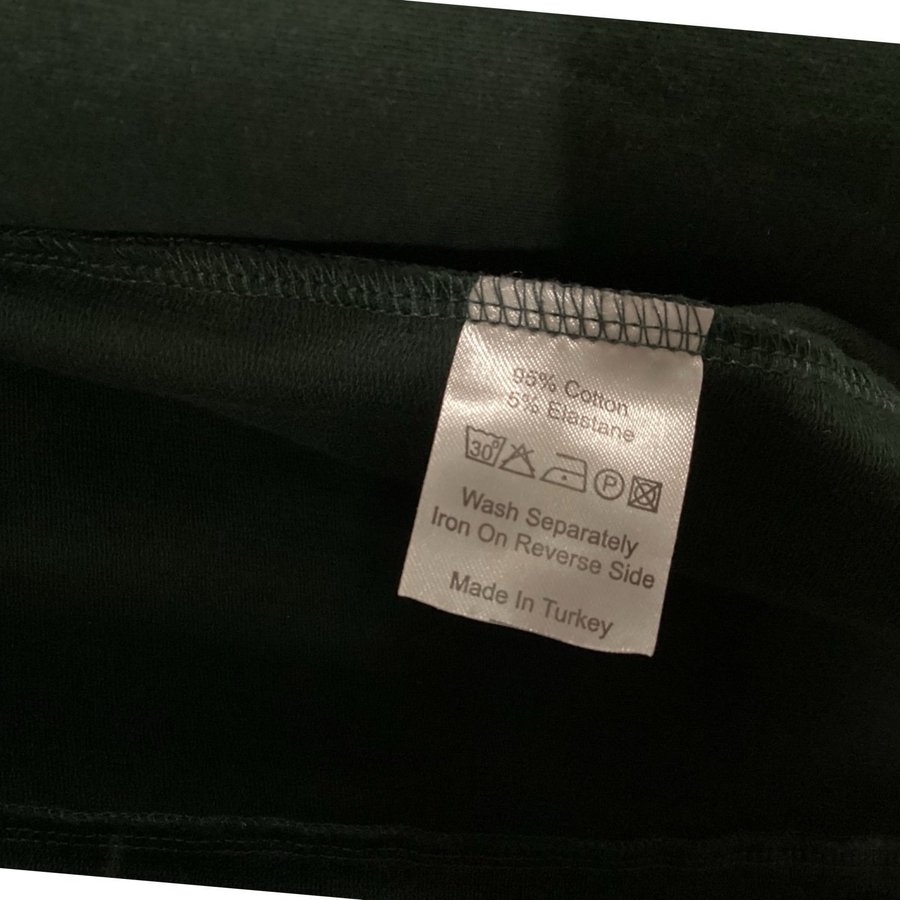 95% Cotton
5% Elastane
30° P
Wash Separately
Iron On Reverse Side
Made In Turkey